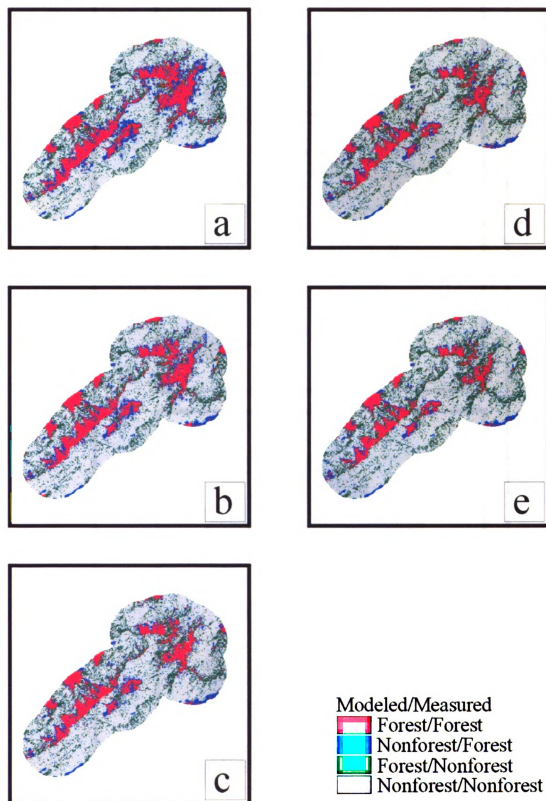 a
d
b
e
c
Modeled/Measured
Forest/Forest
Nonforest/Forest
Forest/Nonforest
Nonforest/Nonforest